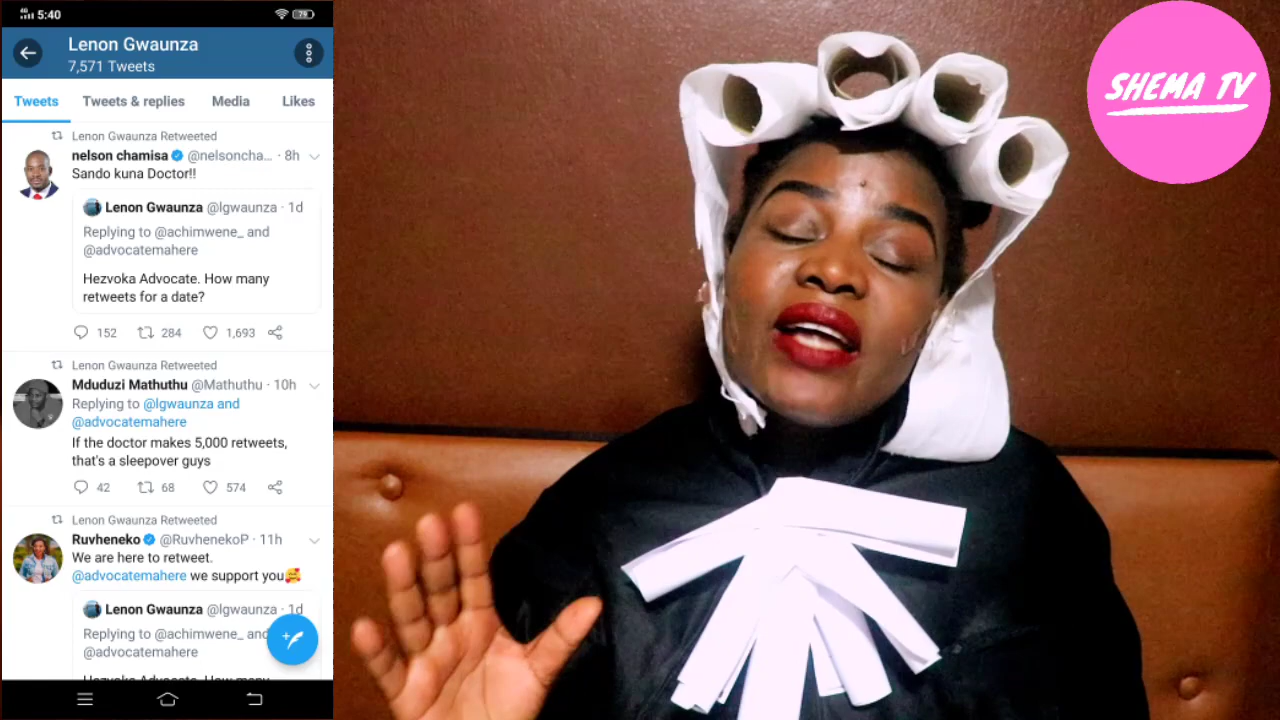 4G 5:40 79
Lenon Gwaunza
7,571 Tweets
Tweets Tweets & replies Media Likes
Lenon Gwaunza Retweeted
nelson chamisa @nelsoncha... · 8h
Sando kuna Doctor!!
Lenon Gwaunza @lgwaunza · 1d
Replying to @achimwene_ and
@advocatemahere
Hezvoka Advocate. How many
retweets for a date?
152 284 1,693
Lenon Gwaunza Retweeted
Mduduzi Mathuthu @Mathuthu · 10h
Replying to @lgwaunza and
@advocatemahere
If the doctor makes 5,000 retweets,
that's a sleepover guys
42 68 574
Lenon Gwaunza Retweeted
Ruvheneko @RuvhenekoP · 11h
We are here to retweet.
@advocatemahere we support you🥰
Lenon Gwaunza @lgwaunza · 1d
Replying to @achimwene_ and
@advocatemahere
SHEMA TV